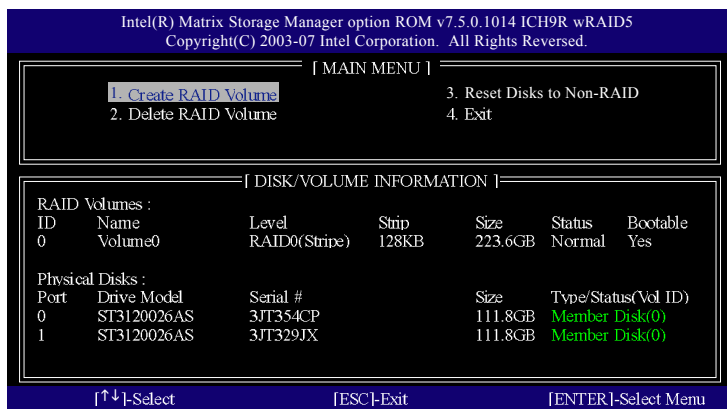 Intel(R) Matrix Storage Manager option ROM v7.5.0.1014 ICH9R wRAID5
Copyright(C) 2003-07 Intel Corporation. All Rights Reversed.
[ MAIN MENU ]
1. Create RAID Volume 3. Reset Disks to Non-RAID
2. Delete RAID Volume 4. Exit
[ DISK/VOLUME INFORMATION ]
RAID Volumes :
ID Name Level Strip Size Status Bootable
0 Volume0 RAID0(Stripe) 128KB 223.6GB Normal Yes
Physical Disks :
Port Drive Model Serial # Size Type/Status(Vol ID)
0 ST3120026AS 3JT354CP 111.8GB Member Disk(0)
1 ST3120026AS 3JT329JX 111.8GB Member Disk(0)
[↑↓]-Select [ESC]-Exit [ENTER]-Select Menu